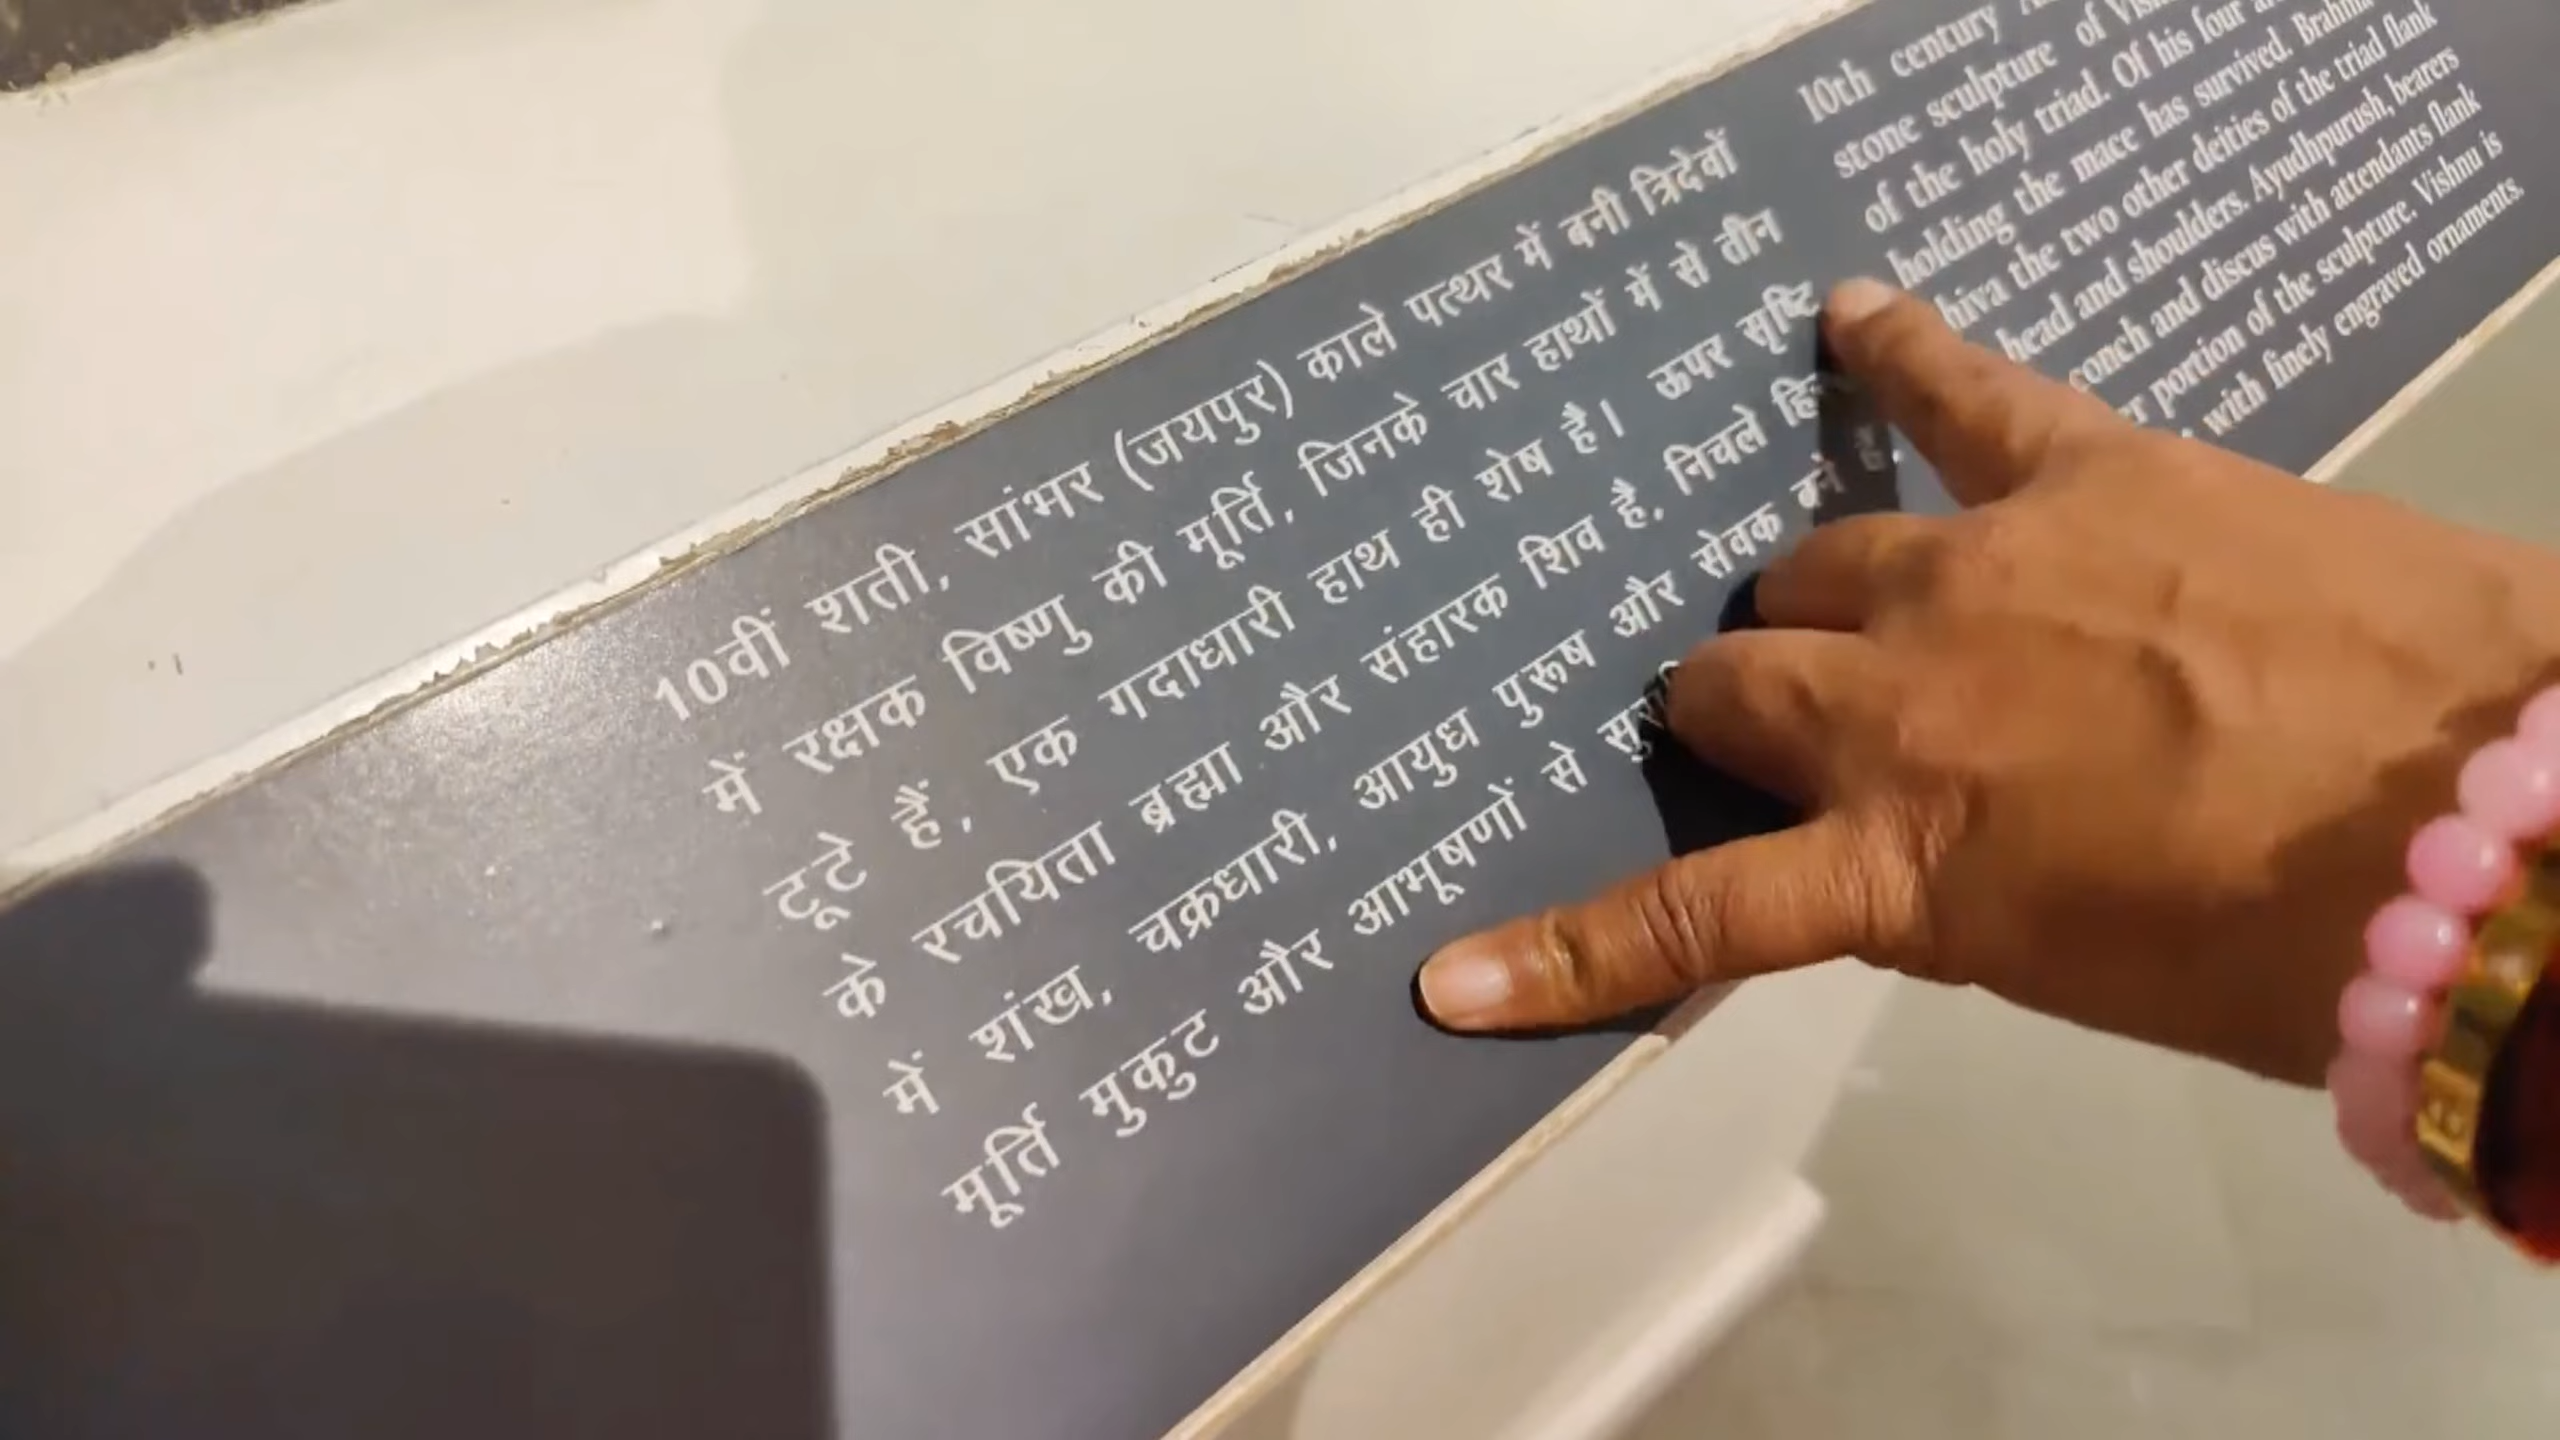 10वीं शती, सांभर (जयपुर) काले पत्थर में बनी त्रिदेवों
में रक्षक विष्णु की मूर्ति, जिनके चार हाथों में से तीन
टूटे हैं, एक गदाधारी हाथ ही शेष है। ऊपर सृष्टि
के रचयिता ब्रह्मा और संहारक शिव है, निचले
में शंख, चक्रधारी, आयुध पुरूष और सेवक बने है,
मूर्ति मुकुट और आभूषणों से
10th century
stone sculpture of
of the holy triad. Of his four
holding the mace has survived. Brahma
the two other deities of the triad flank
head and shoulders. Ayudhpurush, bearers
conch and discus with attendants flank
portion of the sculpture. Vishnu is
with finely engraved ornaments.